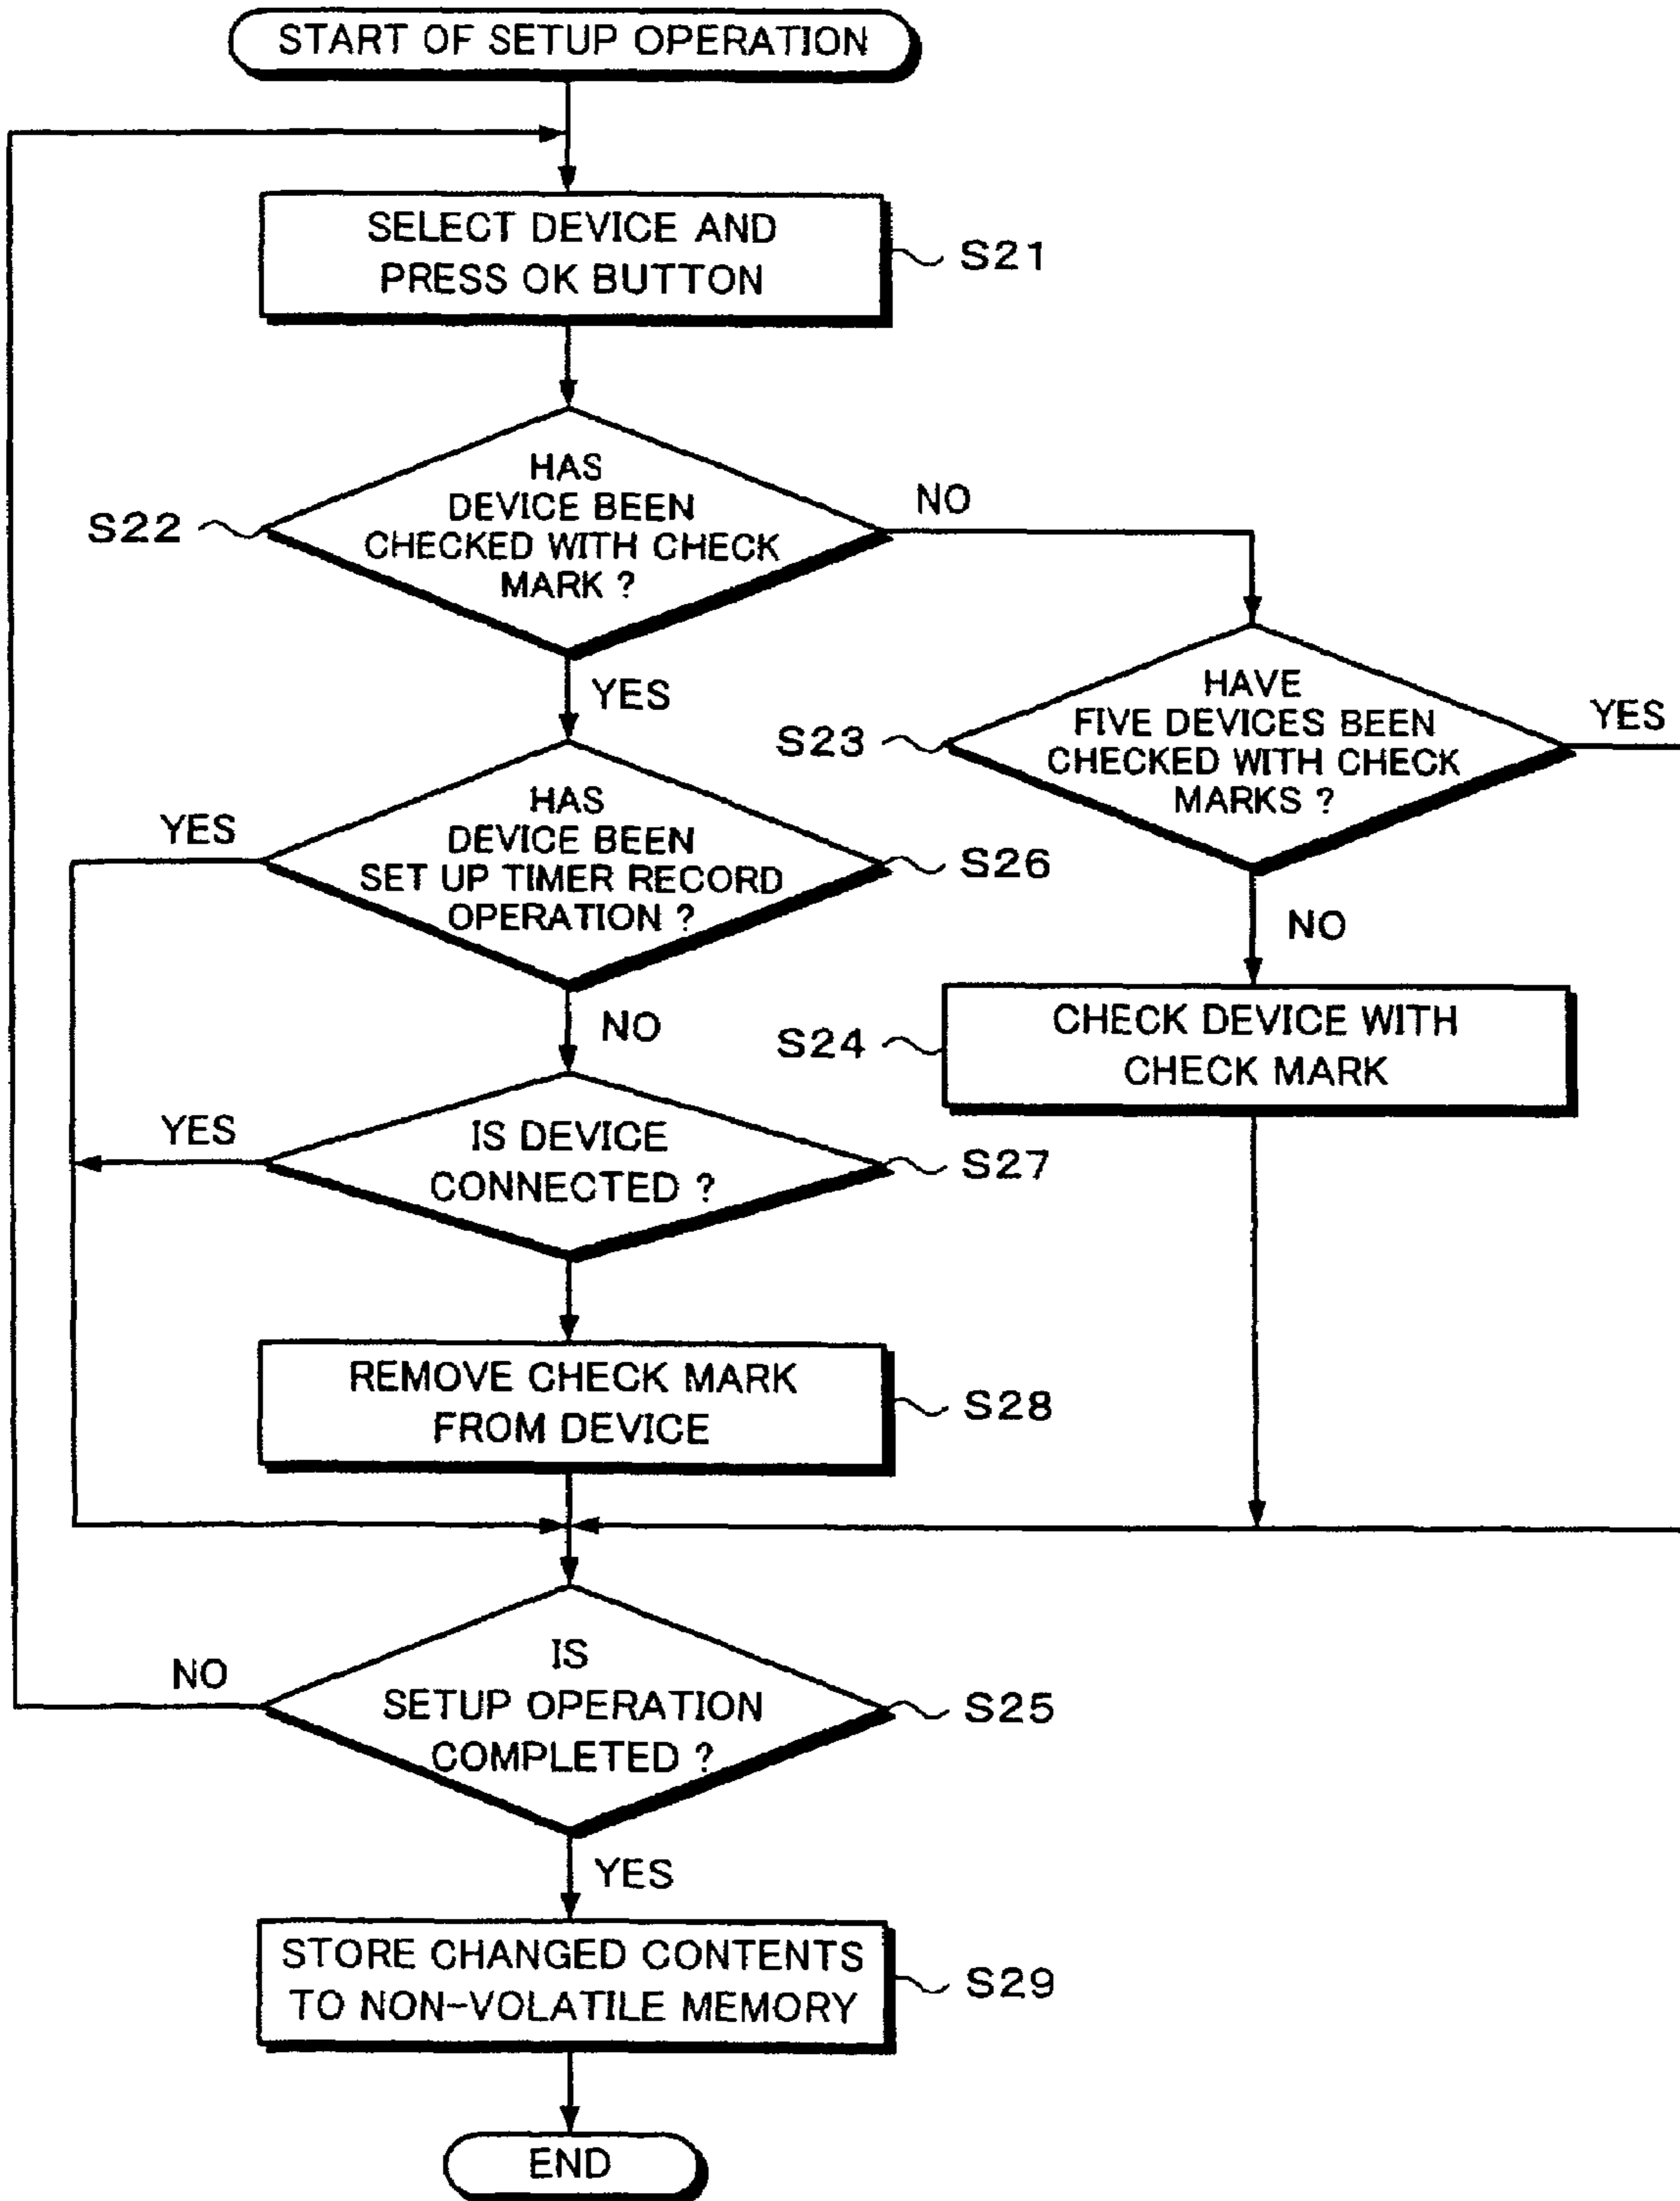 START OF SETUP OPERATION
SELECT DEVICE AND
PRESS OK BUTTON
S21
HAS
DEVICE BEEN
CHECKED WITH CHECK
MARK ?
S22
NO
YES
HAVE
FIVE DEVICES BEEN
CHECKED WITH CHECK
MARKS ?
S23
YES
NO
HAS
DEVICE BEEN
SET UP TIMER RECORD
OPERATION ?
S26
YES
NO
CHECK DEVICE WITH
CHECK MARK
S24
IS DEVICE
CONNECTED ?
S27
YES
REMOVE CHECK MARK
FROM DEVICE
S28
IS
SETUP OPERATION
COMPLETED ?
S25
NO
YES
STORE CHANGED CONTENTS
TO NON-VOLATILE MEMORY
S29
END